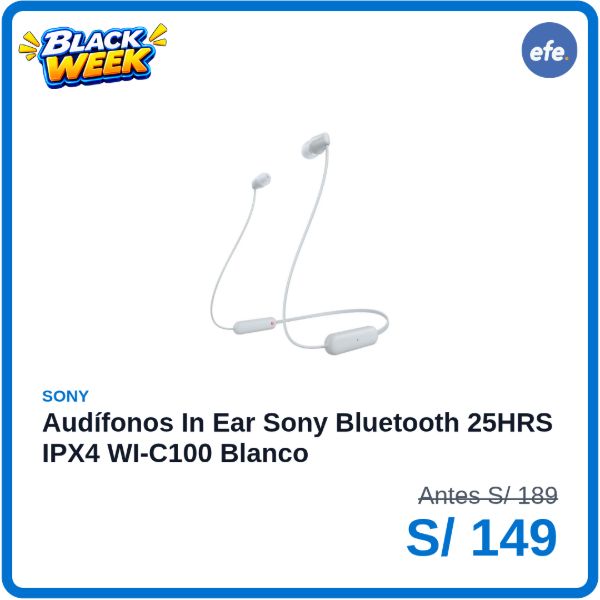 BLACK
WEEK
efe.
SONY
Audífonos In Ear Sony Bluetooth 25HRS
IPX4 WI-C100 Blanco
Antes S/ 189
S/ 149